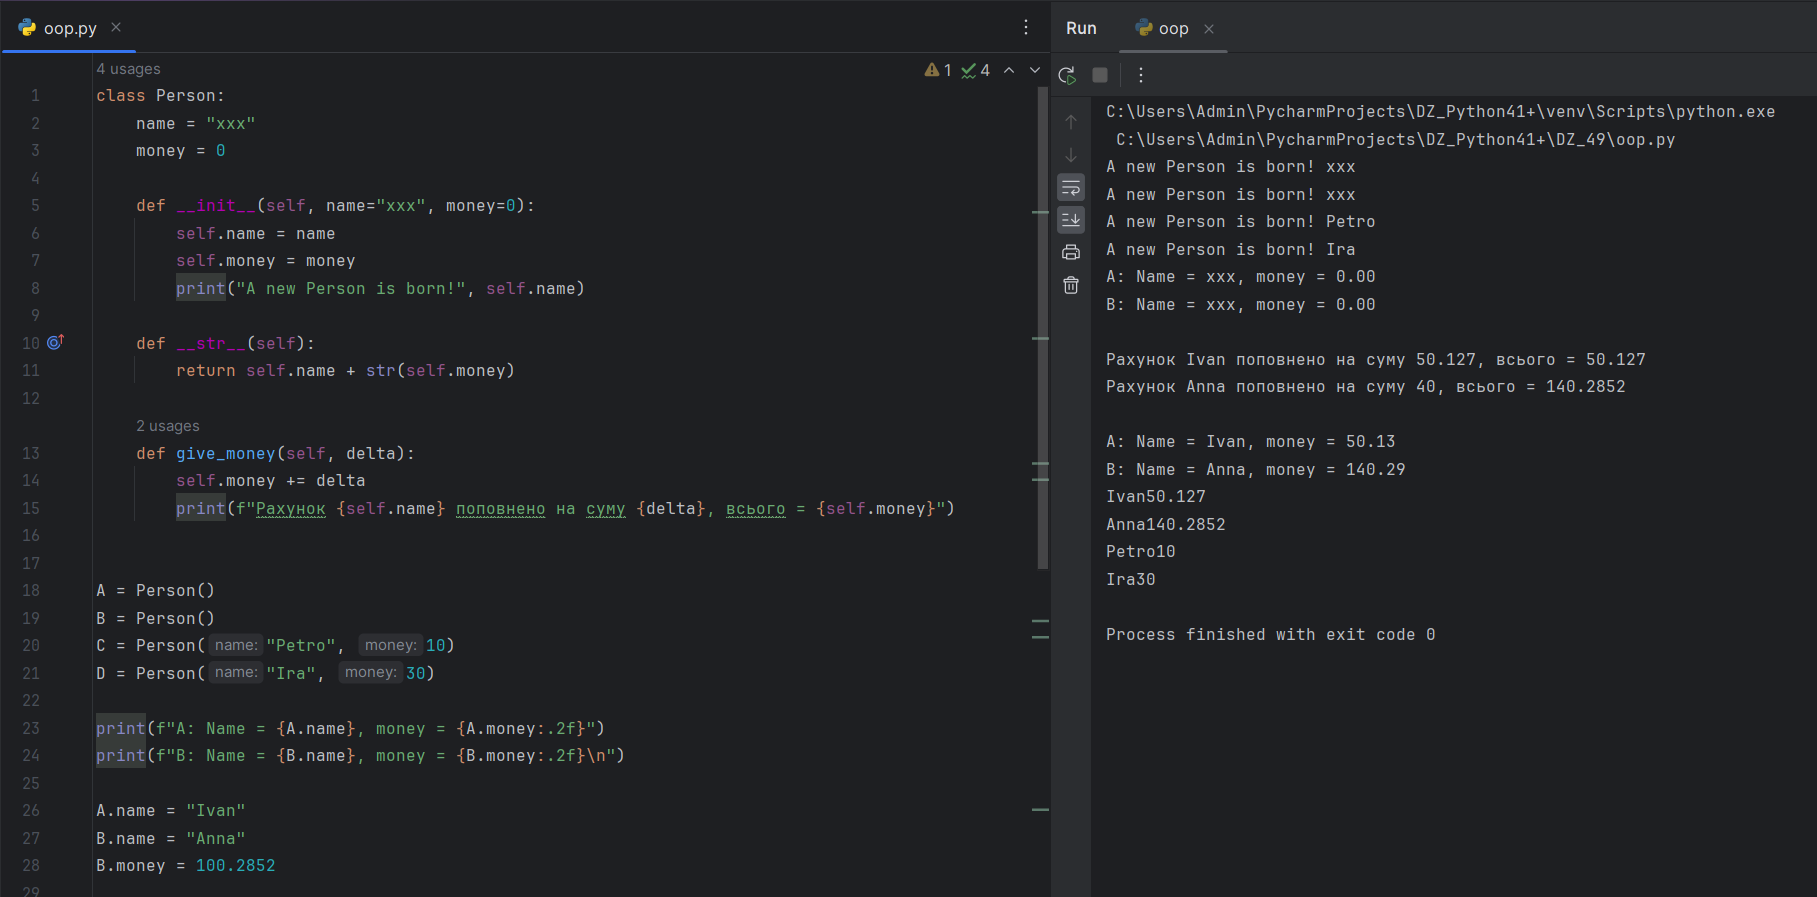 oop.py
4 usages
1 4
1 class Person:
2 name = "xxx"
3 money = 0
4
5 def __init__(self, name="xxx", money=0):
6 self.name = name
7 self.money = money
8 print("A new Person is born!", self.name)
9
10 def __str__(self):
11 return self.name + str(self.money)
12
2 usages
13 def give_money(self, delta):
14 self.money += delta
15 print(f"Рахунок {self.name} поповнено на суму {delta}, всього = {self.money}")
16
17
18 A = Person()
19 B = Person()
20 C = Person( name: "Petro", money: 10)
21 D = Person( name: "Ira", money: 30)
22
23 print(f"A: Name = {A.name}, money = {A.money:.2f}")
24 print(f"B: Name = {B.name}, money = {B.money:.2f}\n")
25
26 A.name = "Ivan"
27 B.name = "Anna"
28 B.money = 100.2852
29
Run oop
C:\Users\Admin\PycharmProjects\DZ_Python41+\venv\Scripts\python.exe
C:\Users\Admin\PycharmProjects\DZ_Python41+\DZ_49\oop.py
A new Person is born! xxx
A new Person is born! xxx
A new Person is born! Petro
A new Person is born! Ira
A: Name = xxx, money = 0.00
B: Name = xxx, money = 0.00
Рахунок Ivan поповнено на суму 50.127, всього = 50.127
Рахунок Anna поповнено на суму 40, всього = 140.2852
A: Name = Ivan, money = 50.13
B: Name = Anna, money = 140.29
Ivan50.127
Anna140.2852
Petro10
Ira30
Process finished with exit code 0